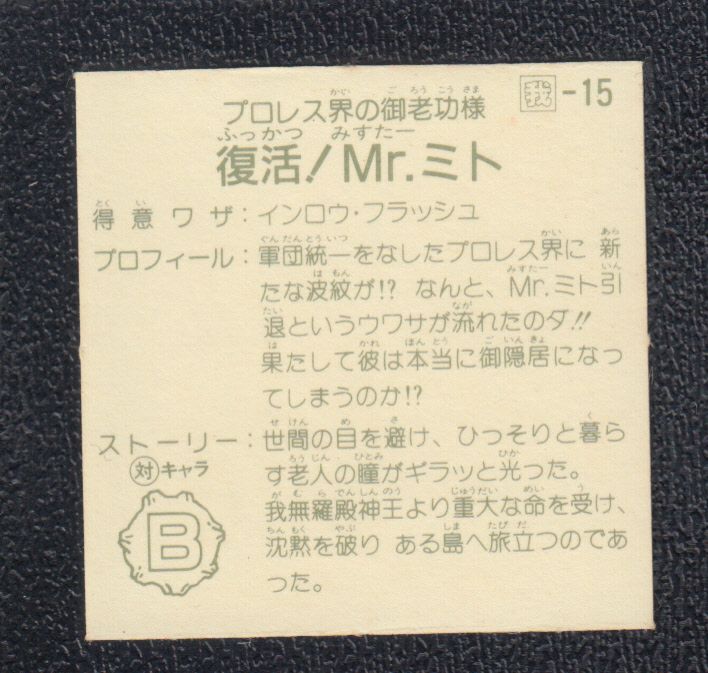 -15
プロレス界の御老功様
復活!Mr.ミト
得意ワザ:インロウ・フラッシュ
プロフィール:軍団統一をなしたプロレス界に 新
たな波紋が!? なんと、Mr.ミト引
退というウワサが流れたのダ!!
果たして彼は本当に御隠居になっ
てしまうのか!?
ストーリー:世間の目を避け、ひっそりと暮ら
す老人の瞳がギラッと光った。
我無羅殿神王より重大な命を受け、
沈黙を破り ある島へ旅立つのであ
った。
対キャラ
B